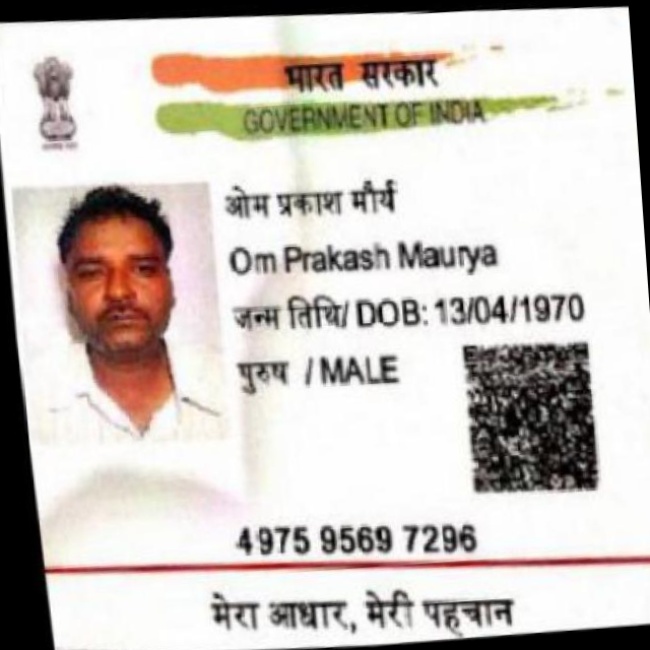 भारत सरकार
GOVERNMENT OF INDIA
ओम प्रकाश मौर्य
Om Prakash Maurya
जन्म तिथि/ DOB: 13/04/1970
पुरुष / MALE
4975 9569 7296
मेरा आधार, मेरी पहचान